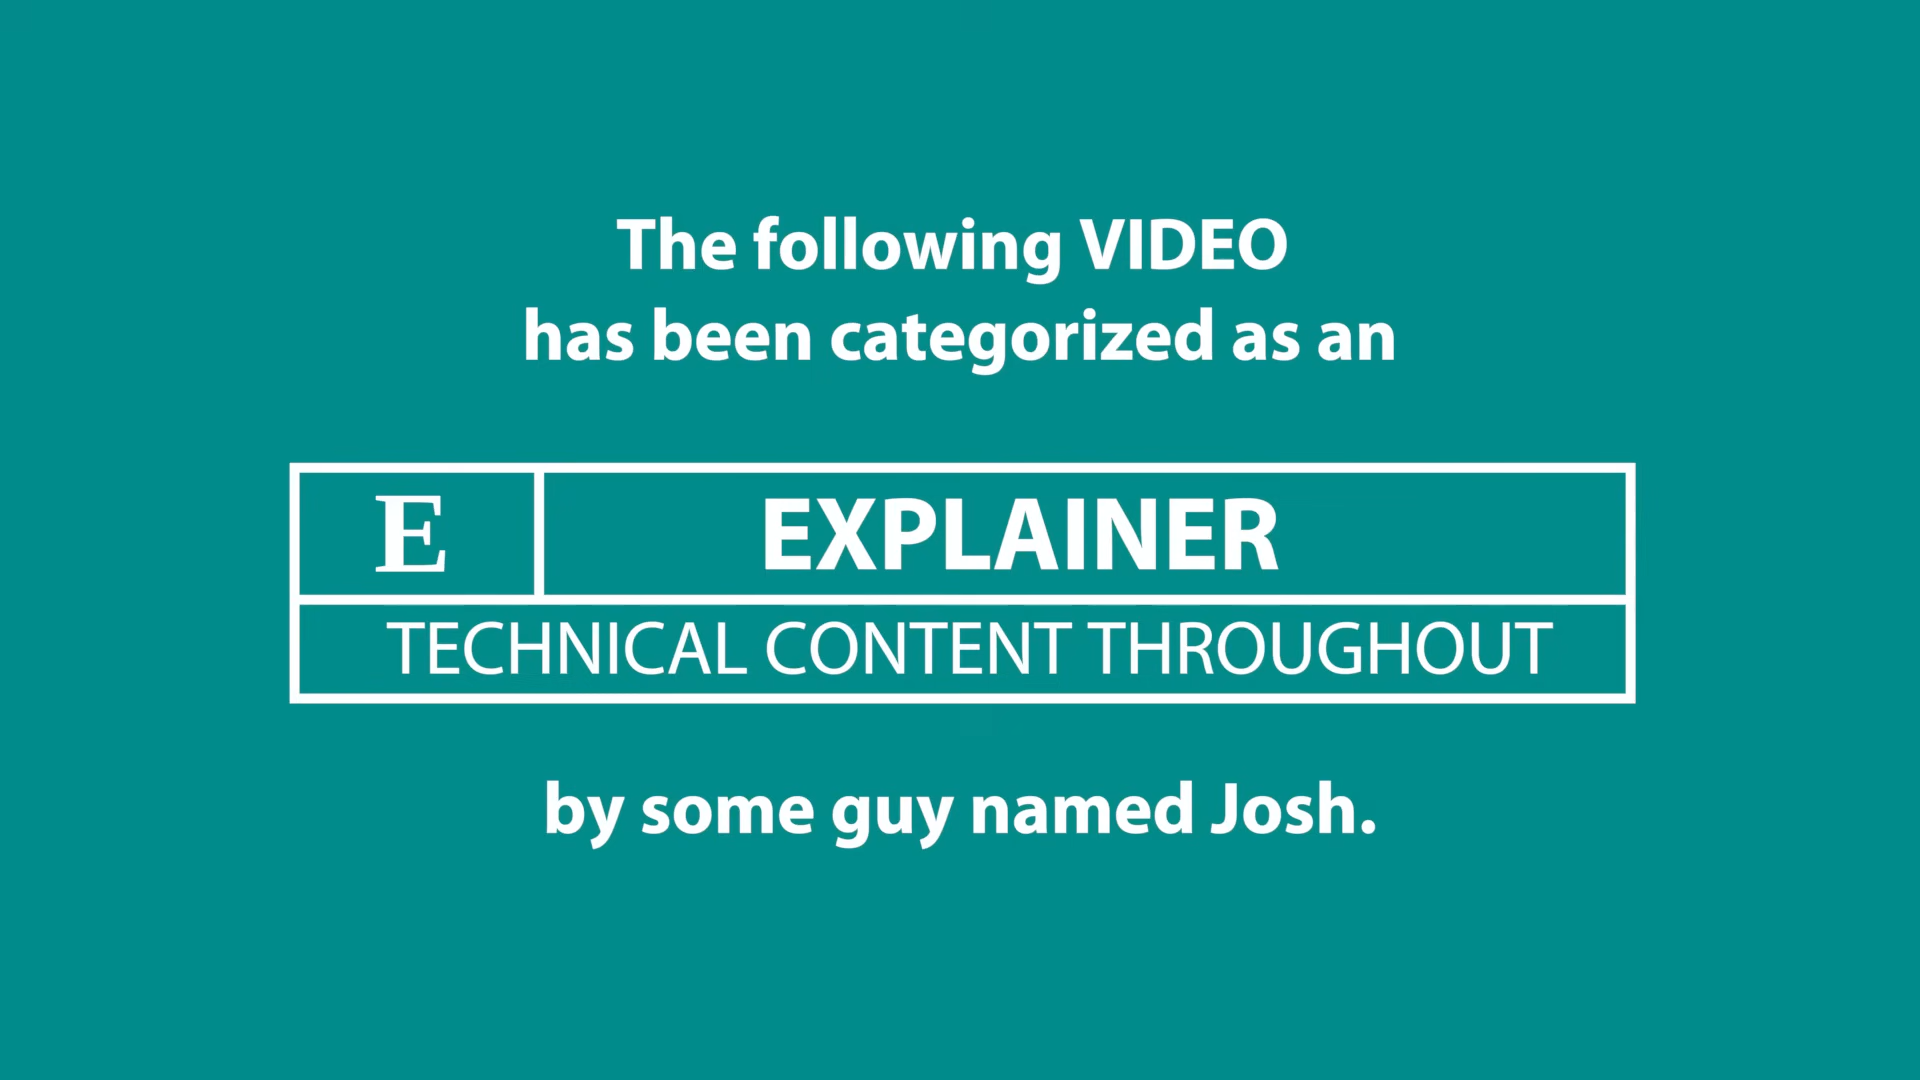 The following VIDEO
has been categorized as an
E EXPLAINER
TECHNICAL CONTENT THROUGHOUT
by some guy named Josh.